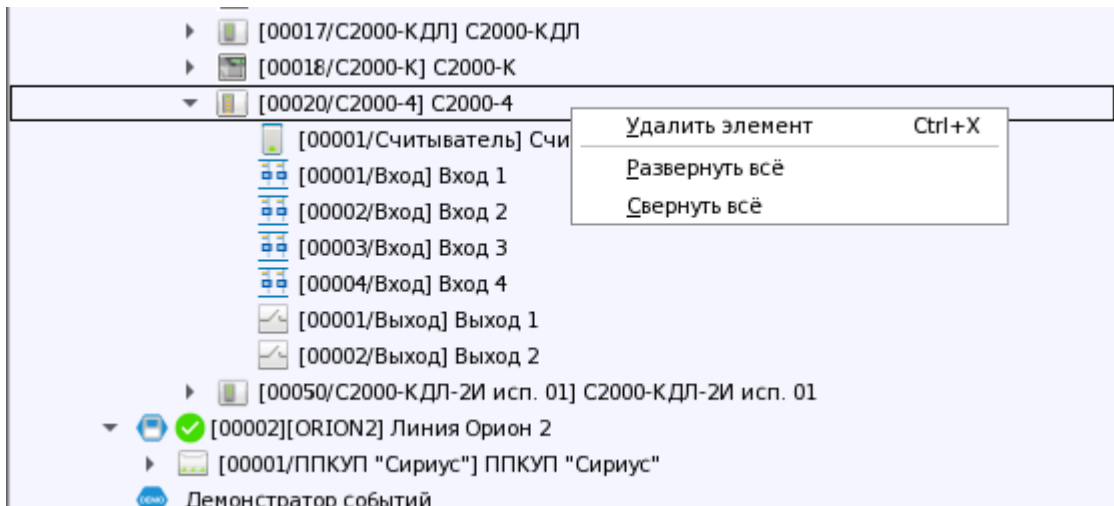 [00017/С2000-КДЛ] С2000-КДЛ
[00018/С2000-К] С2000-К
[00020/С2000-4] С2000-4
Удалить элемент Ctrl+X
[00001/Считыватель] Счи
Развернуть всё
[00001/Вход] Вход 1
Свернуть всё
[00002/Вход] Вход 2
[00003/Вход] Вход 3
[00004/Вход] Вход 4
[00001/Выход] Выход 1
[00002/Выход] Выход 2
[00050/С2000-КДЛ-2И исп. 01] С2000-КДЛ-2И исп. 01
[00002][ORION2] Линия Орион 2
[00001/ППКУП "Сириус"] ППКУП "Сириус"
DEMO Демонстратор событий